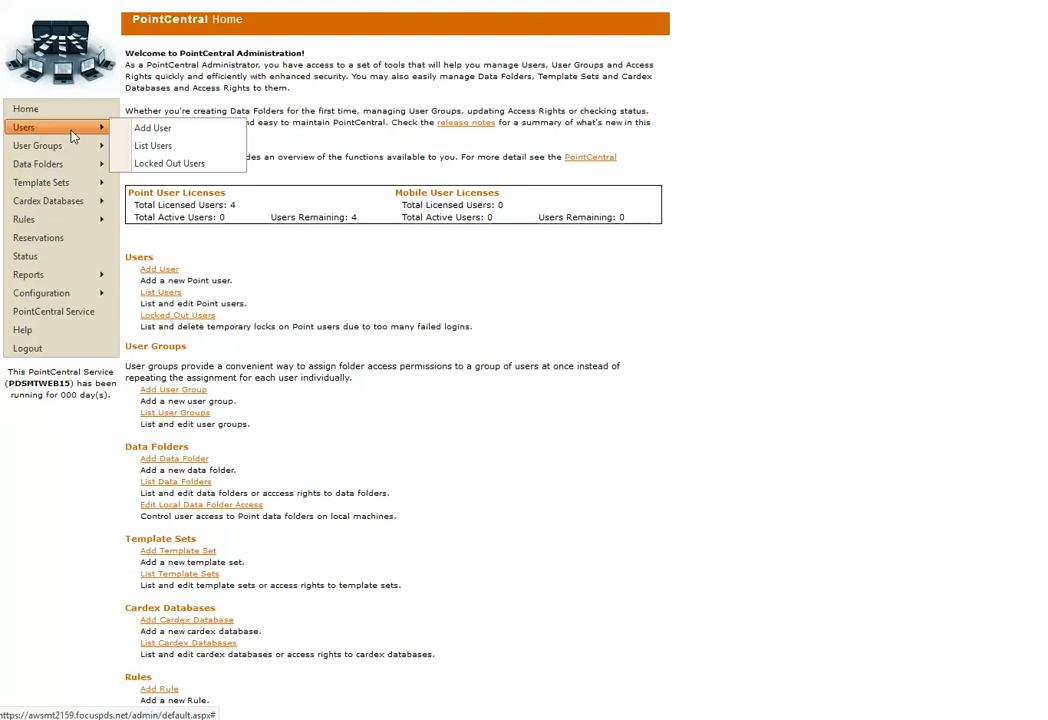 PointCentral Home
Welcome to PointCentral Administration!
As a PointCentral Administrator, you have access to a set of tools that will help you manage Users, User Groups and Access
Rights quickly and efficiently with enhanced security. You may also easily manage Data Folders, Template Sets and Cardex
Databases and Access Rights to them.
Whether you're creating Data Folders for the first time, managing User Groups, updating Access Rights or checking status,
nd easy to maintain PointCentral. Check the release notes for a summary of what's new in this
des an overview of the functions available to you. For more detail see the PointCentral
Home
Users
User Groups
Data Folders
Template Sets
Cardex Databases
Rules
Reservations
Status
Reports
Configuration
PointCentral Service
Help
Logout
Add User
List Users
Locked Out Users
This PointCentral Service
(PDSMTWEB15) has been
running for 000 day(s).
Point User Licenses
Total Licensed Users: 4
Total Active Users: 0 Users Remaining: 4
Mobile User Licenses
Total Licensed Users: 0
Total Active Users: 0 Users Remaining: 0
Users
Add User
Add a new Point user.
List Users
List and edit Point users.
Locked Out Users
List and delete temporary locks on Point users due to too many failed logins.
User Groups
User groups provide a convenient way to assign folder access permissions to a group of users at once instead of
repeating the assignment for each user individually.
Add User Group
Add a new user group.
List User Groups
List and edit user groups.
Data Folders
Add Data Folder
Add a new data folder.
List Data Folders
List and edit data folders or acccess rights to data folders.
Edit Local Data Folder Access
Control user access to Point data folders on local machines.
Template Sets
Add Template Set
Add a new template set.
List Template Sets
List and edit template sets or access rights to template sets.
Cardex Databases
Add Cardex Database
Add a new cardex database.
List Cardex Databases
List and edit cardex databases or access rights to cardex databases.
Rules
Add Rule
Add a new Rule.
https://awsmt2159.focuspds.net/admin/default.aspx#